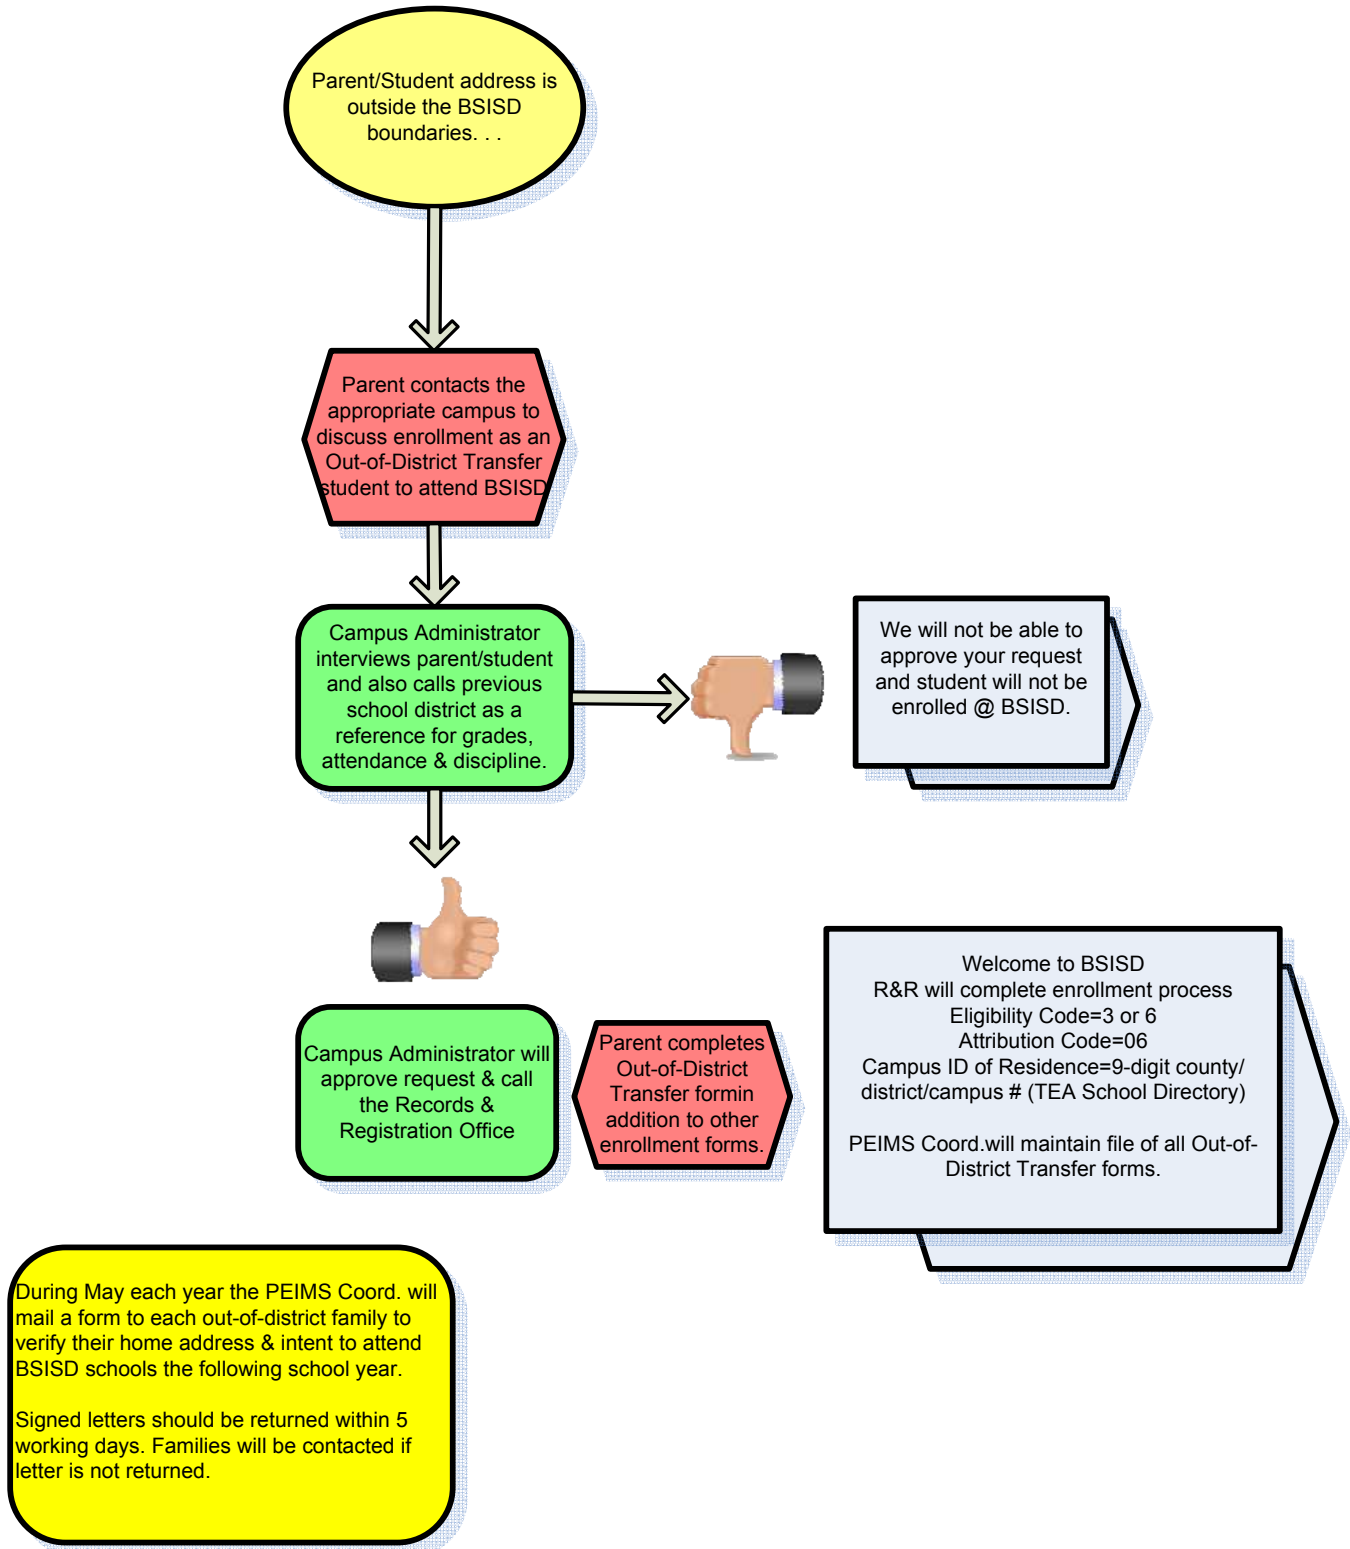 Parent/Student address is
outside the BSISD
boundaries. . .
Parent contacts the
appropriate campus to
discuss enrollment as an
Out-of-District Transfer
student to attend BSISD
Campus Administrator
interviews parent/student
and also calls previous
school district as a
reference for grades,
attendance & discipline.
We will not be able to
approve your request
and student will not be
enrolled @ BSISD.
Campus Administrator will
approve request & call
the Records &
Registration Office
Parent completes
Out-of-District
Transfer formin
addition to other
enrollment forms.
Welcome to BSISD
R&R will complete enrollment process
Eligibility Code=3 or 6
Attribution Code=06
Campus ID of Residence=9-digit county/
district/campus # (TEA School Directory)
PEIMS Coord.will maintain file of all Out-of-
District Transfer forms.
During May each year the PEIMS Coord. will
mail a form to each out-of-district family to
verify their home address & intent to attend
BSISD schools the following school year.
Signed letters should be returned within 5
working days. Families will be contacted if
letter is not returned.